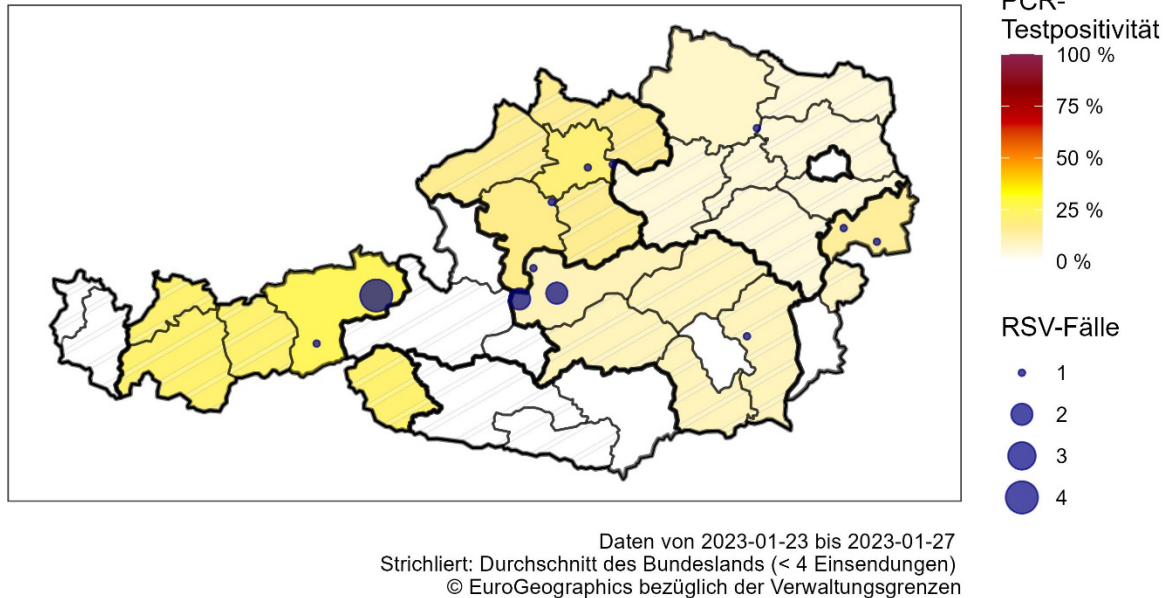 PCR-
Testpositivität
100 %
75 %
50 %
25 %
0 %
RSV-Fälle
1
2
3
4
Daten von 2023-01-23 bis 2023-01-27
Strichliert: Durchschnitt des Bundeslands (< 4 Einsendungen)
© EuroGeographics bezüglich der Verwaltungsgrenzen